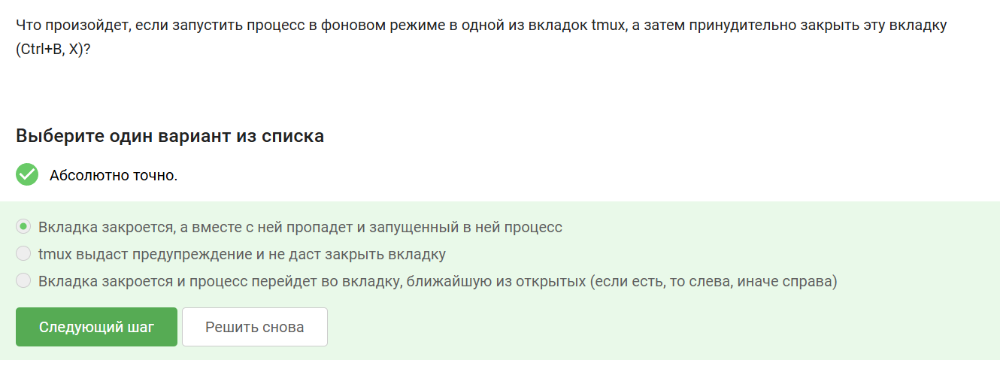 Что произойдет, если запустить процесс в фоновом режиме в одной из вкладок tmux, а затем принудительно закрыть эту вкладку
(Ctrl+B, X)?
Выберите один вариант из списка
Абсолютно точно.
Вкладка закроется, а вместе с ней пропадет и запущенный в ней процесс
tmux выдаст предупреждение и не даст закрыть вкладку
Вкладка закроется и процесс перейдет во вкладку, ближайшую из открытых (если есть, то слева, иначе справа)
Следующий шаг
Решить снова